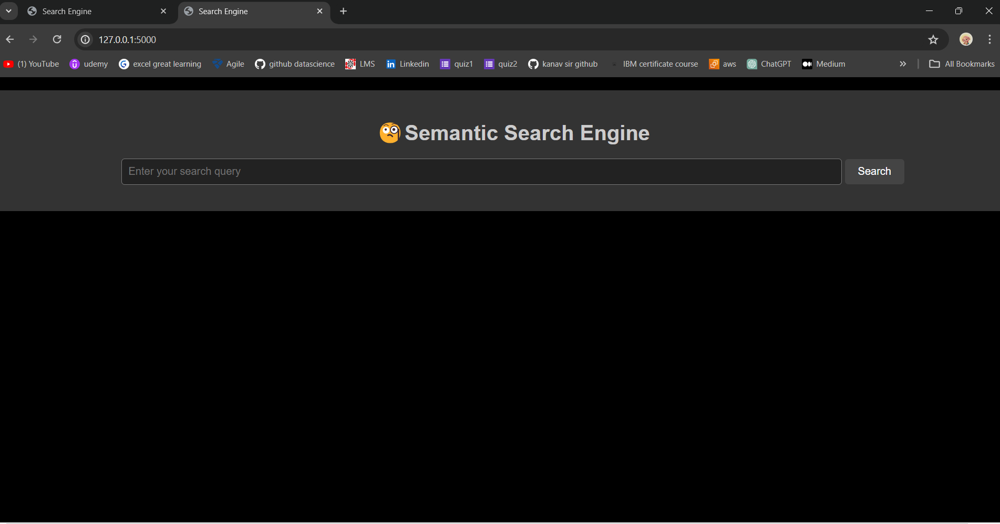 Search Engine
Search Engine
127.0.0.1:5000
(1) YouTube udemy excel great learning Agile github datascience LMS Linkedin quiz1 quiz2 kanav sir github IBM certificate course aws ChatGPT Medium All Bookmarks
Semantic Search Engine
Enter your search query Search